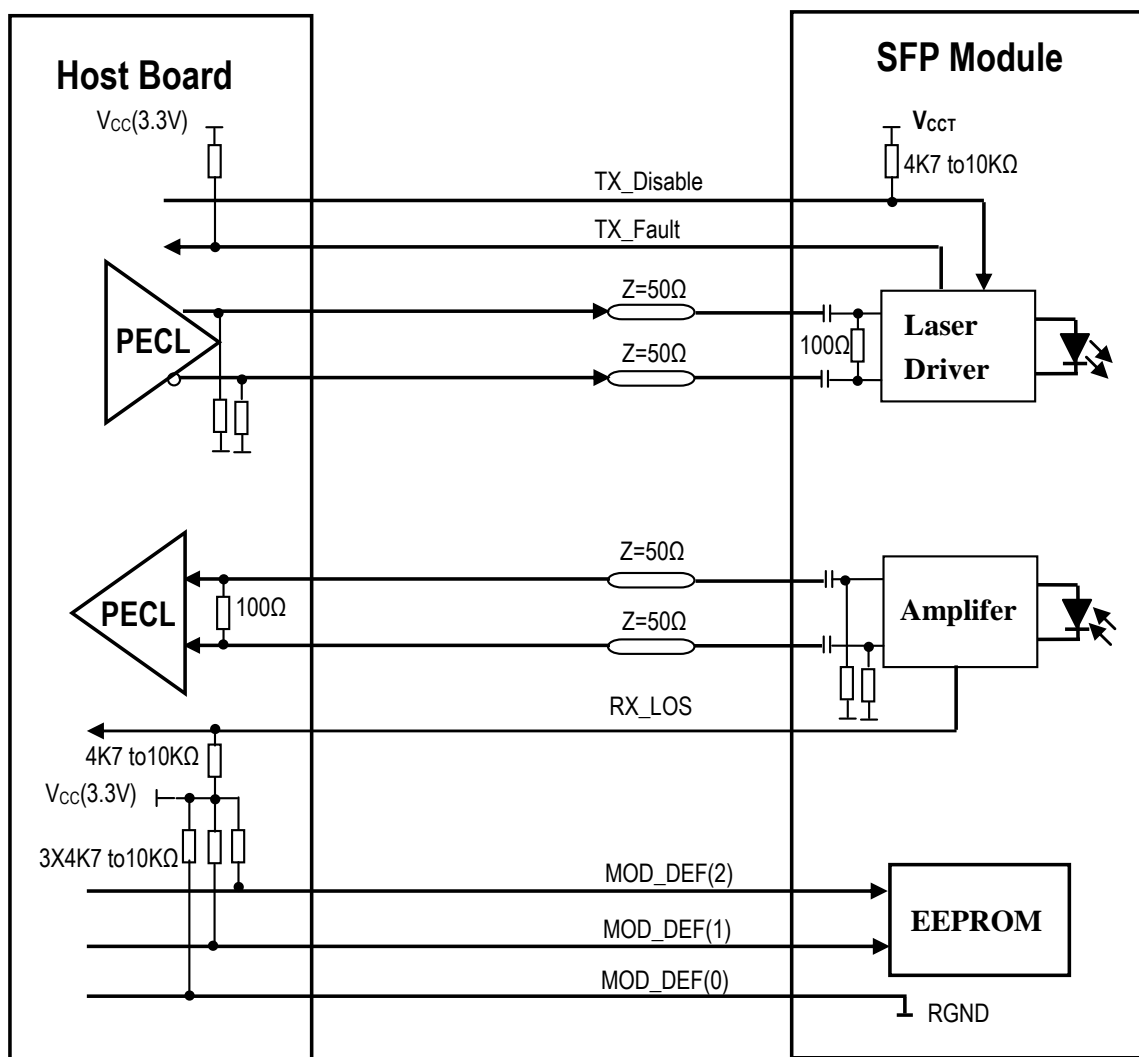 Host Board
SFP Module
VCC(3.3V)
VCCT
4K7 to10KΩ
TX_Disable
TX_Fault
Z=50Ω
PECL
100Ω
Laser
Driver
Z=50Ω
Z=50Ω
PECL
100Ω
Amplifer
Z=50Ω
RX_LOS
4K7 to10KΩ
VCC(3.3V)
3X4K7 to10KΩ
MOD_DEF(2)
EEPROM
MOD_DEF(1)
MOD_DEF(0)
RGND